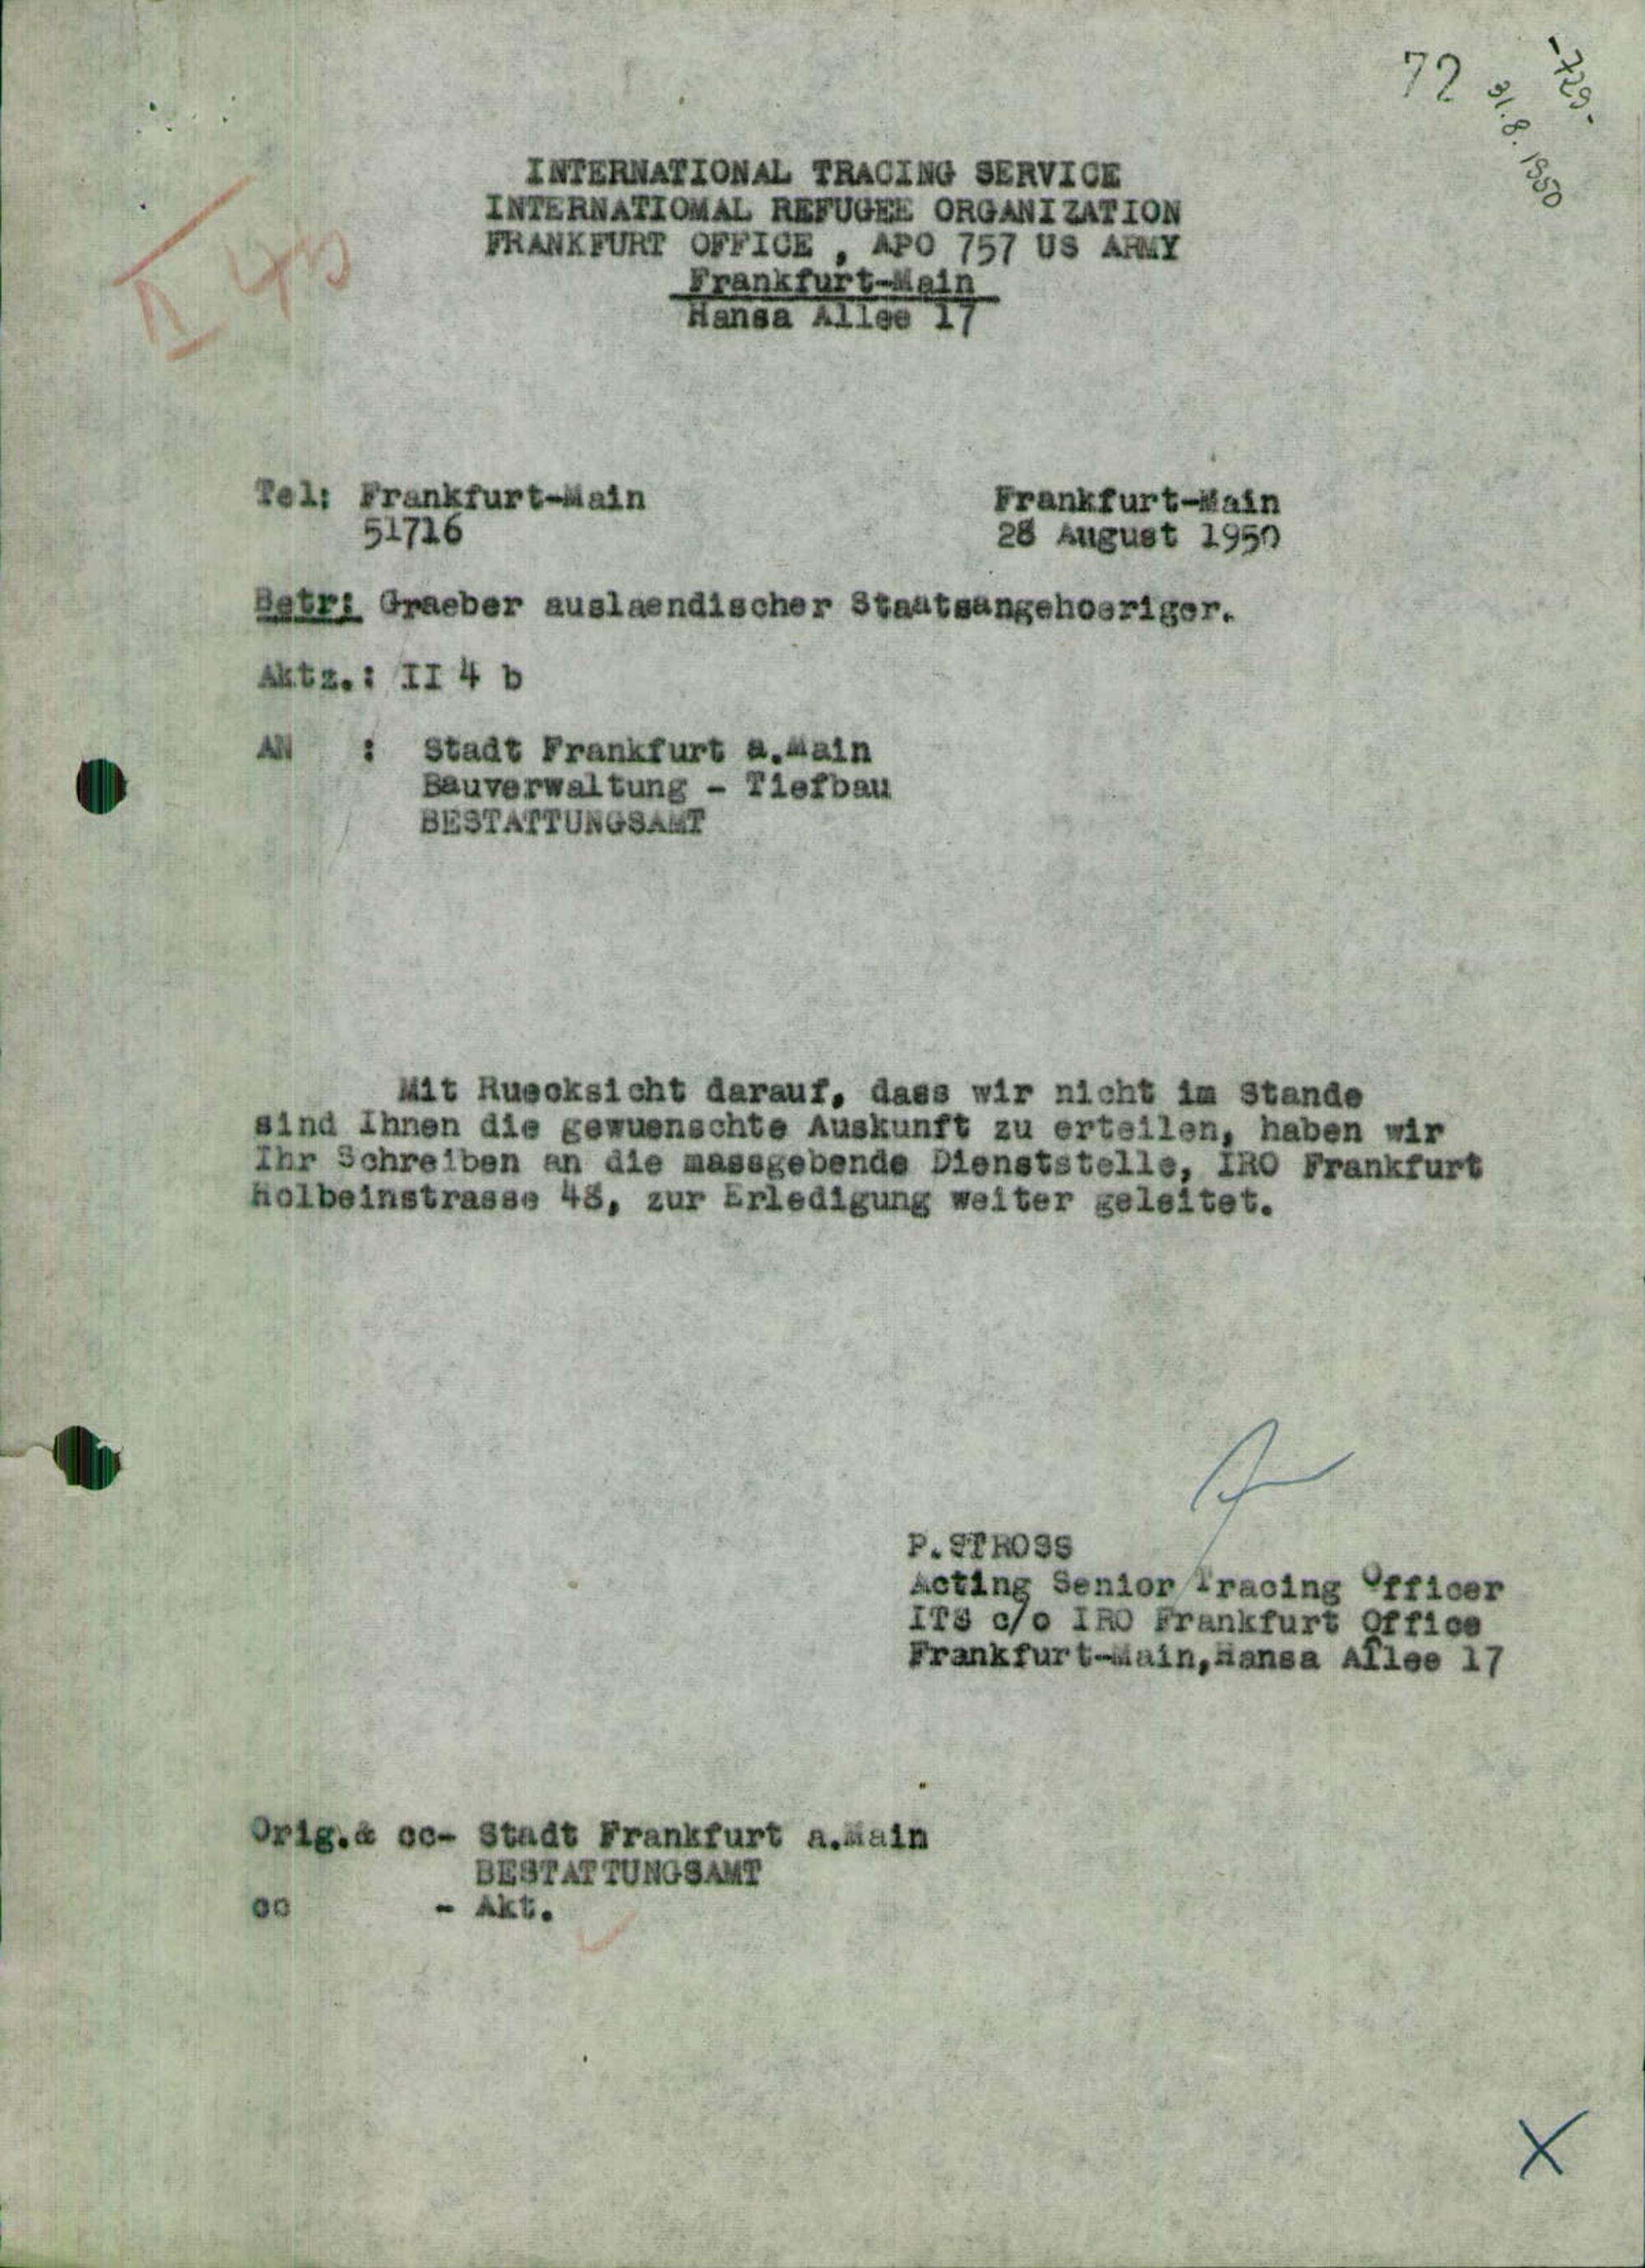 72
-729-
31.8.1950
INTERNATIONAL TRACING SERVICE
INTERNATIOMAL REFUGEE ORGANIZATION
FRANKFURT OFFICE , APO 757 US ARMY
Frankfurt-Main
Hansa Allee 17
II 4b
Tel: Frankfurt-Main
51716
Frankfurt-Main
28 August 1950
Betr: Graeber auslaendischer Staatsangehoeriger.
Aktz.: II 4 b
AN : Stadt Frankfurt a.Main
Bauverwaltung - Tiefbau
BESTATTUNGSAMT
Mit Ruecksicht darauf, dass wir nicht im Stande
sind Ihnen die gewuenschte Auskunft zu erteilen, haben wir
Ihr Schreiben an die massgebende Dienststelle, IRO Frankfurt
Holbeinstrasse 48, zur Erledigung weiter geleitet.
P.STROSS
Acting Senior Tracing Officer
ITS c/o IRO Frankfurt Office
Frankfurt-Main,Hansa Allee 17
Orig.& cc- Stadt Frankfurt a.Main
BESTATTUNGSAMT
cc - Akt.